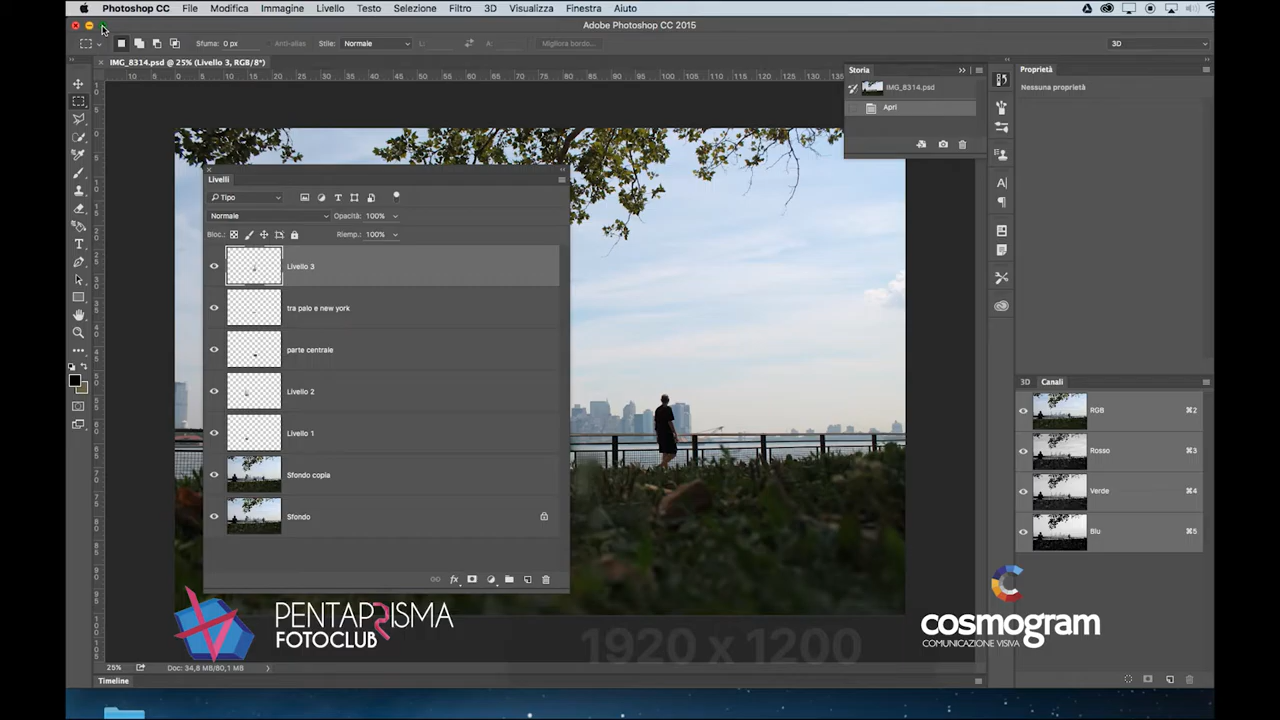 Photoshop CC File Modifica Immagine Livello Testo Selezione Filtro 3D Visualizza Finestra Aiuto
Adobe Photoshop CC 2015
Sfuma: 0 px Anti-alias Stile: Normale L: A: Migliora bordo... 3D
IMG_8314.psd @ 25% (Livello 3, RGB/8*)
Storia
IMG_8314.psd
Apri
Proprietà
Nessuna proprietà
Livelli
Tipo
Normale Opacità: 100%
Bloc.: Riemp.: 100%
Livello 3
tra palo e new york
parte centrale
Livello 2
Livello 1
Sfondo copia
Sfondo
3D Canali
RGB ⌘2
Rosso ⌘3
Verde ⌘4
Blu ⌘5
PENTAPRISMA
FOTOCLUB
1920 x 1200
cosmogram
COMUNICAZIONE VISIVA
25% Doc: 34,8 MB/80,1 MB
Timeline